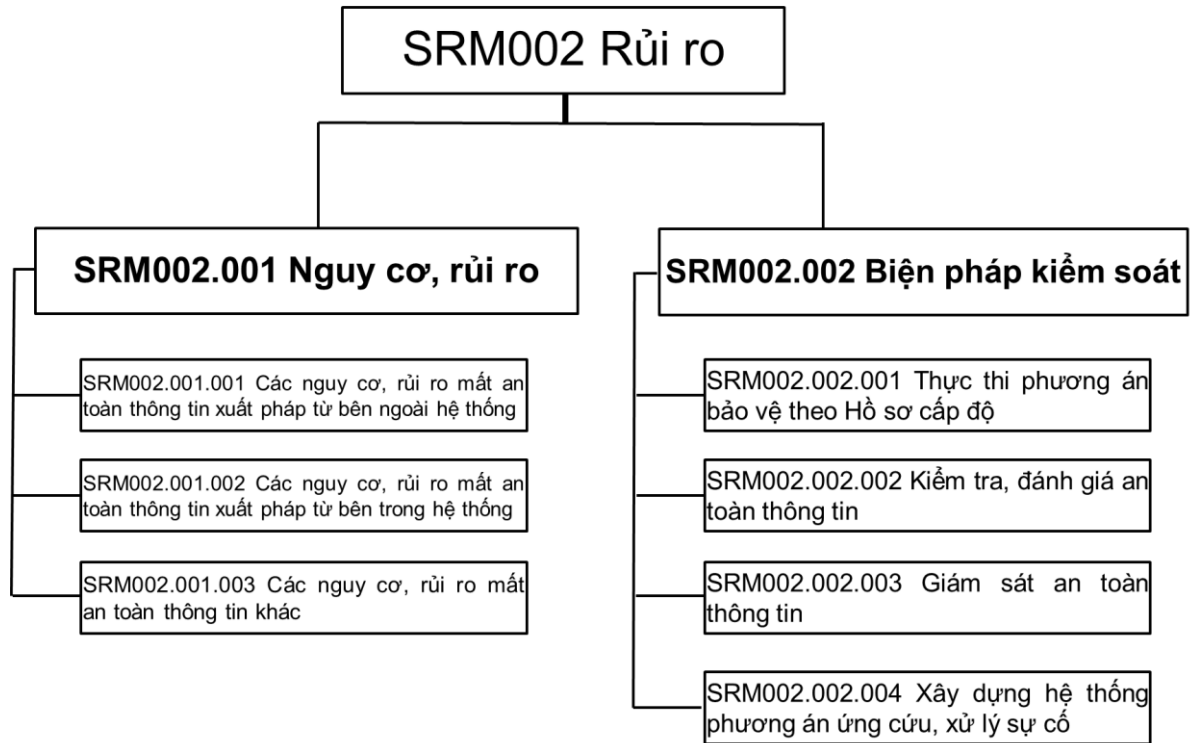 SRM002 Rủi ro
SRM002.001 Nguy cơ, rủi ro
SRM002.001.001 Các nguy cơ, rủi ro mất an
toàn thông tin xuất pháp từ bên ngoài hệ thống
SRM002.001.002 Các nguy cơ, rủi ro mất an
toàn thông tin xuất pháp từ bên trong hệ thống
SRM002.001.003 Các nguy cơ, rủi ro mất
an toàn thông tin khác
SRM002.002 Biện pháp kiểm soát
SRM002.002.001 Thực thi phương án
bảo vệ theo Hồ sơ cấp độ
SRM002.002.002 Kiểm tra, đánh giá an
toàn thông tin
SRM002.002.003 Giám sát an toàn
thông tin
SRM002.002.004 Xây dựng hệ thống
phương án ứng cứu, xử lý sự cố